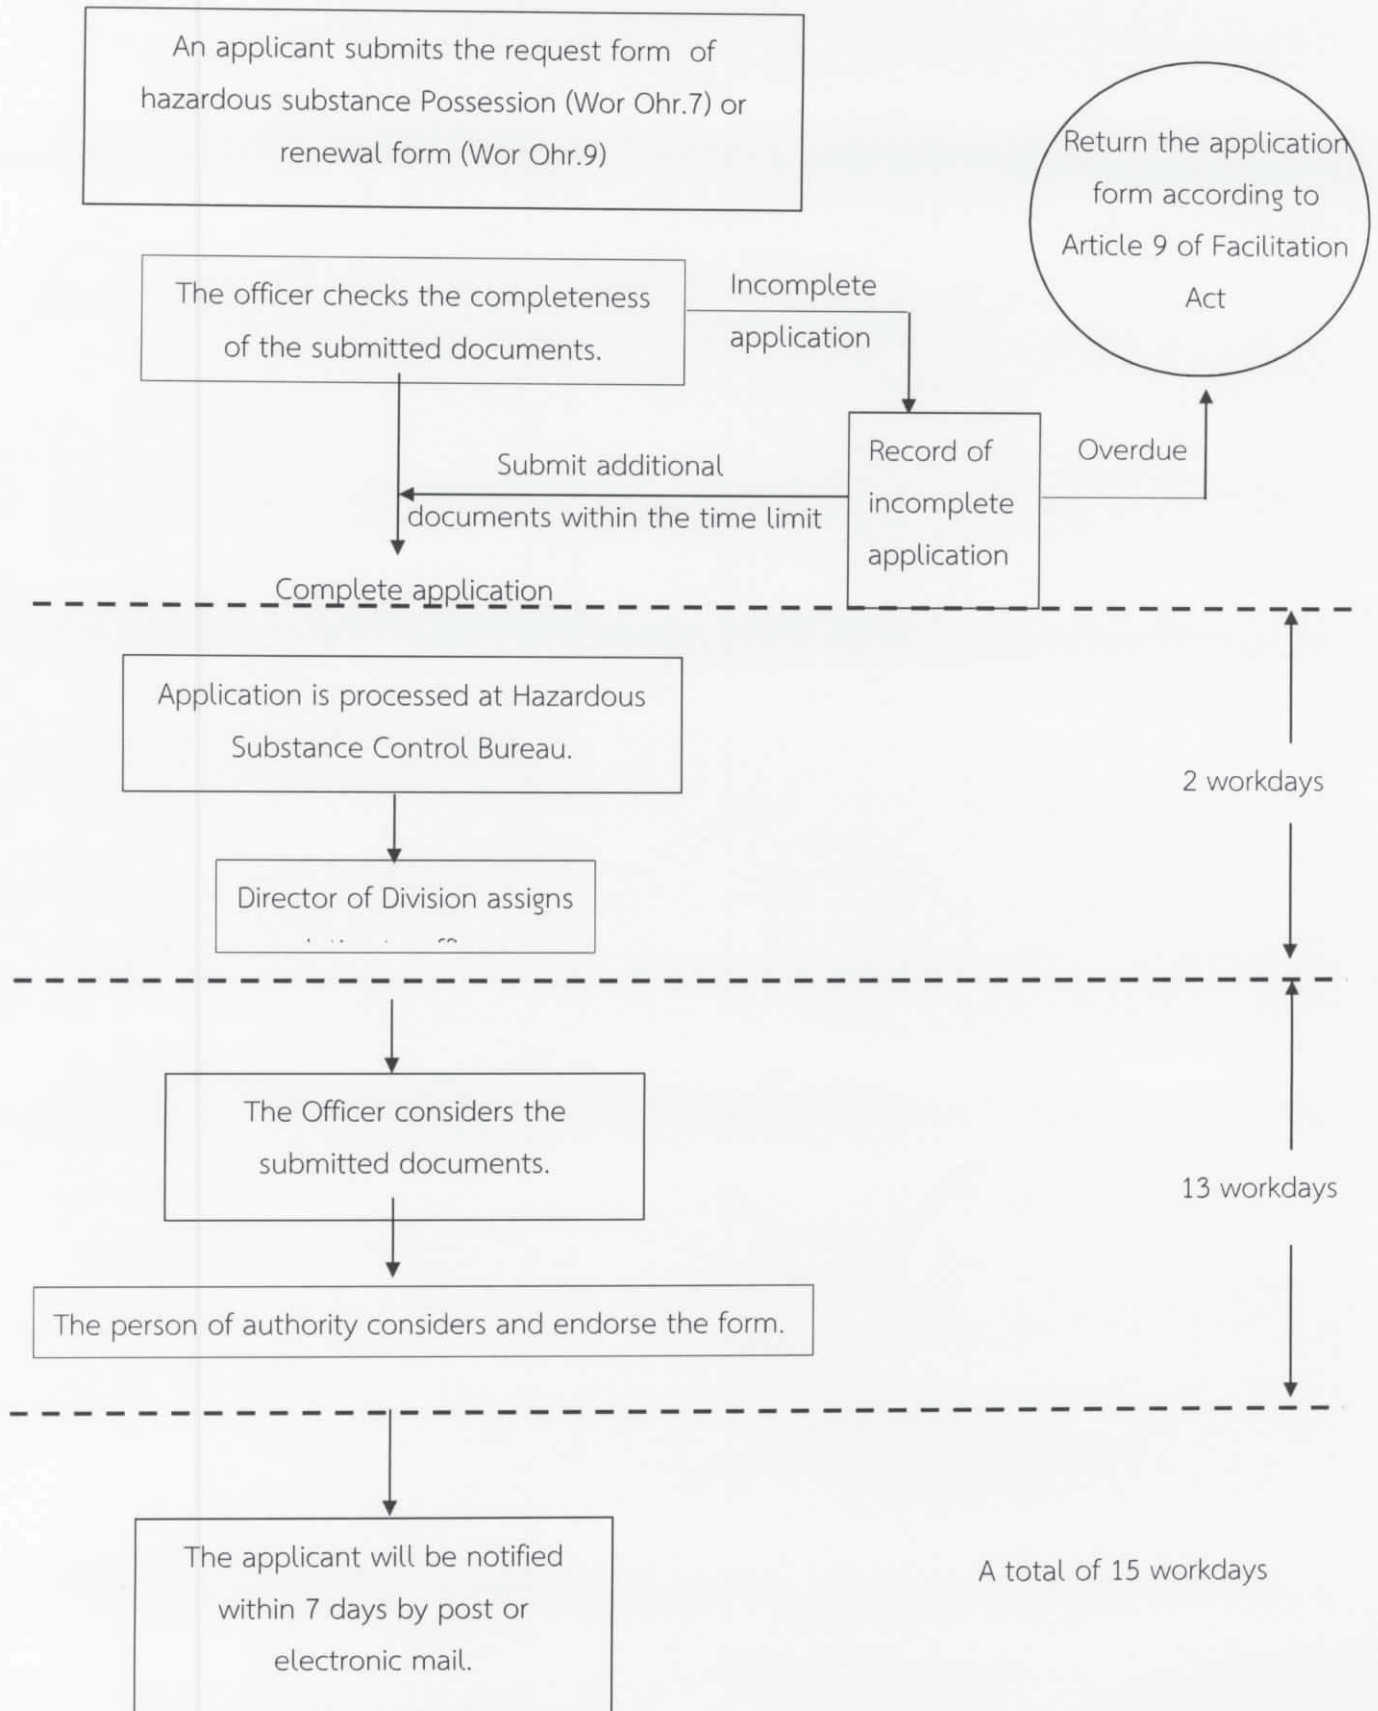 An applicant submits the request form of
hazardous substance Possession (Wor Ohr.7) or
renewal form (Wor Ohr.9)
Return the application
form according to
Article 9 of Facilitation
Act
The officer checks the completeness
of the submitted documents.
Incomplete
application
Record of
incomplete
application
Overdue
Submit additional
documents within the time limit
Complete application
Application is processed at Hazardous
Substance Control Bureau.
2 workdays
Director of Division assigns
The Officer considers the
submitted documents.
13 workdays
The person of authority considers and endorse the form.
The applicant will be notified
within 7 days by post or
electronic mail.
A total of 15 workdays